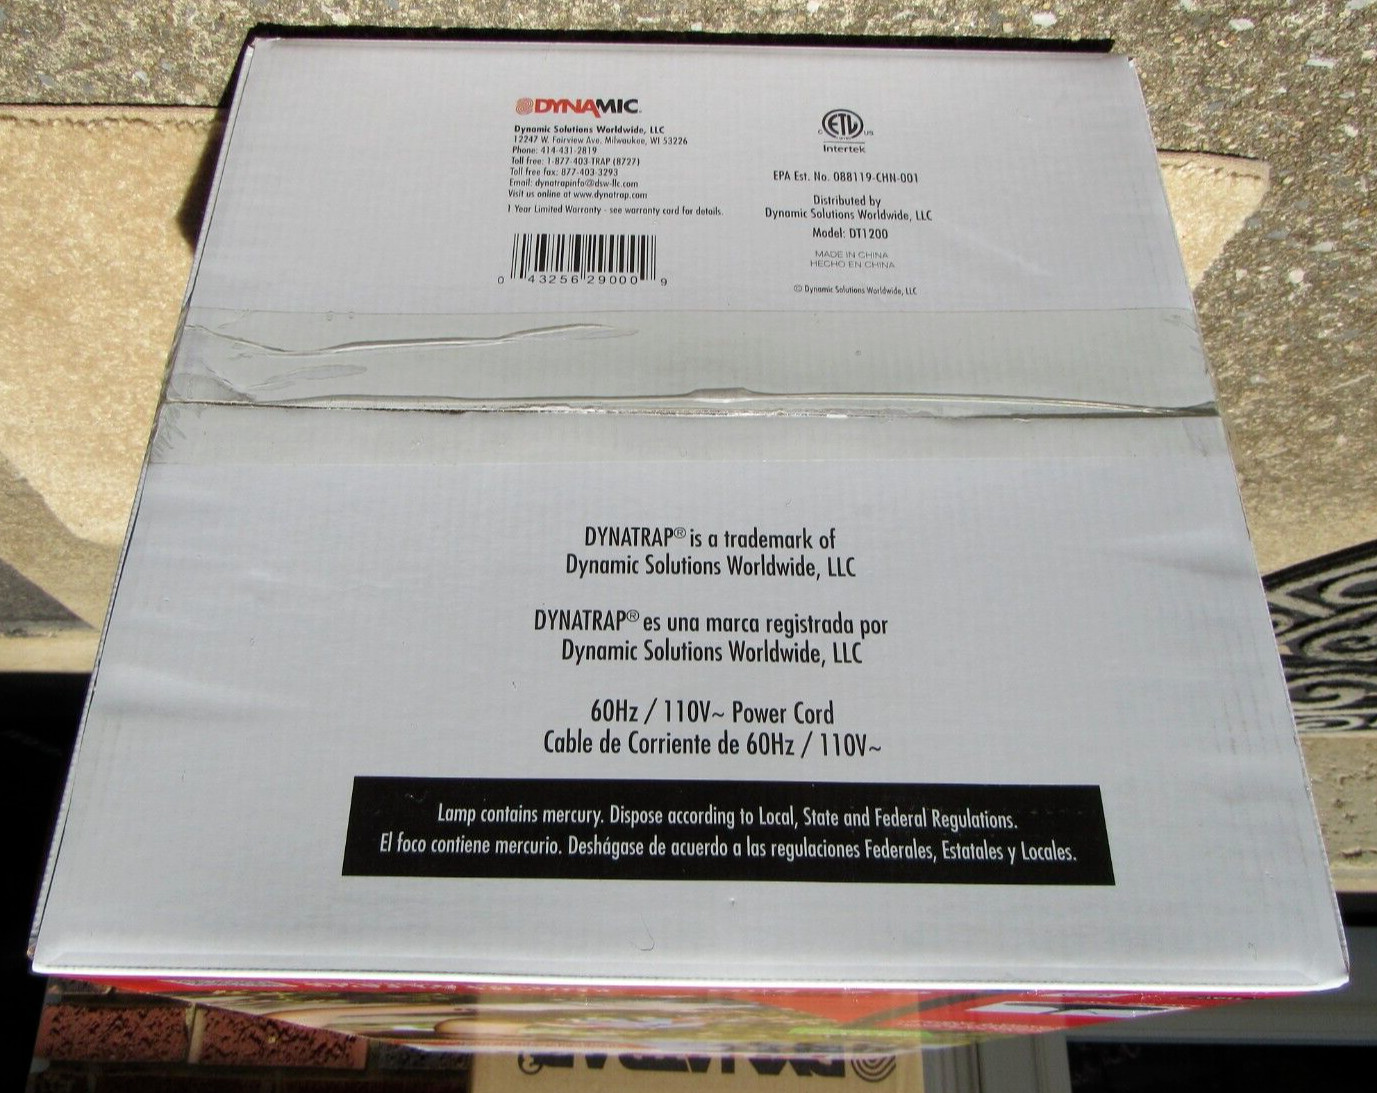 DYNAMIC
Dynamic Solutions Worldwide, LLC
12247 W. Fairview Ave. Milwaukee, WI 53226
Phone: 414-431-2819
Toll free: 1-877-403-TRAP (8727)
Toll free fax: 877-403-3293
Email: dynatrapinfo@dsw-llc.com
Visit us online at www.dynatrap.com
1 Year Limited Warranty - see warranty card for details.
0 43256 29000 9
C ETL US
Intertek
EPA Est. No. 088119-CHN-001
Distributed by
Dynamic Solutions Worldwide, LLC
Model: DT1200
MADE IN CHINA
HECHO EN CHINA
© Dynamic Solutions Worldwide, LLC
DYNATRAP® is a trademark of
Dynamic Solutions Worldwide, LLC
DYNATRAP® es una marca registrada por
Dynamic Solutions Worldwide, LLC
60Hz / 110V~ Power Cord
Cable de Corriente de 60Hz / 110V~
Lamp contains mercury. Dispose according to Local, State and Federal Regulations.
El foco contiene mercurio. Deshágase de acuerdo a las regulaciones Federales, Estatales y Locales.